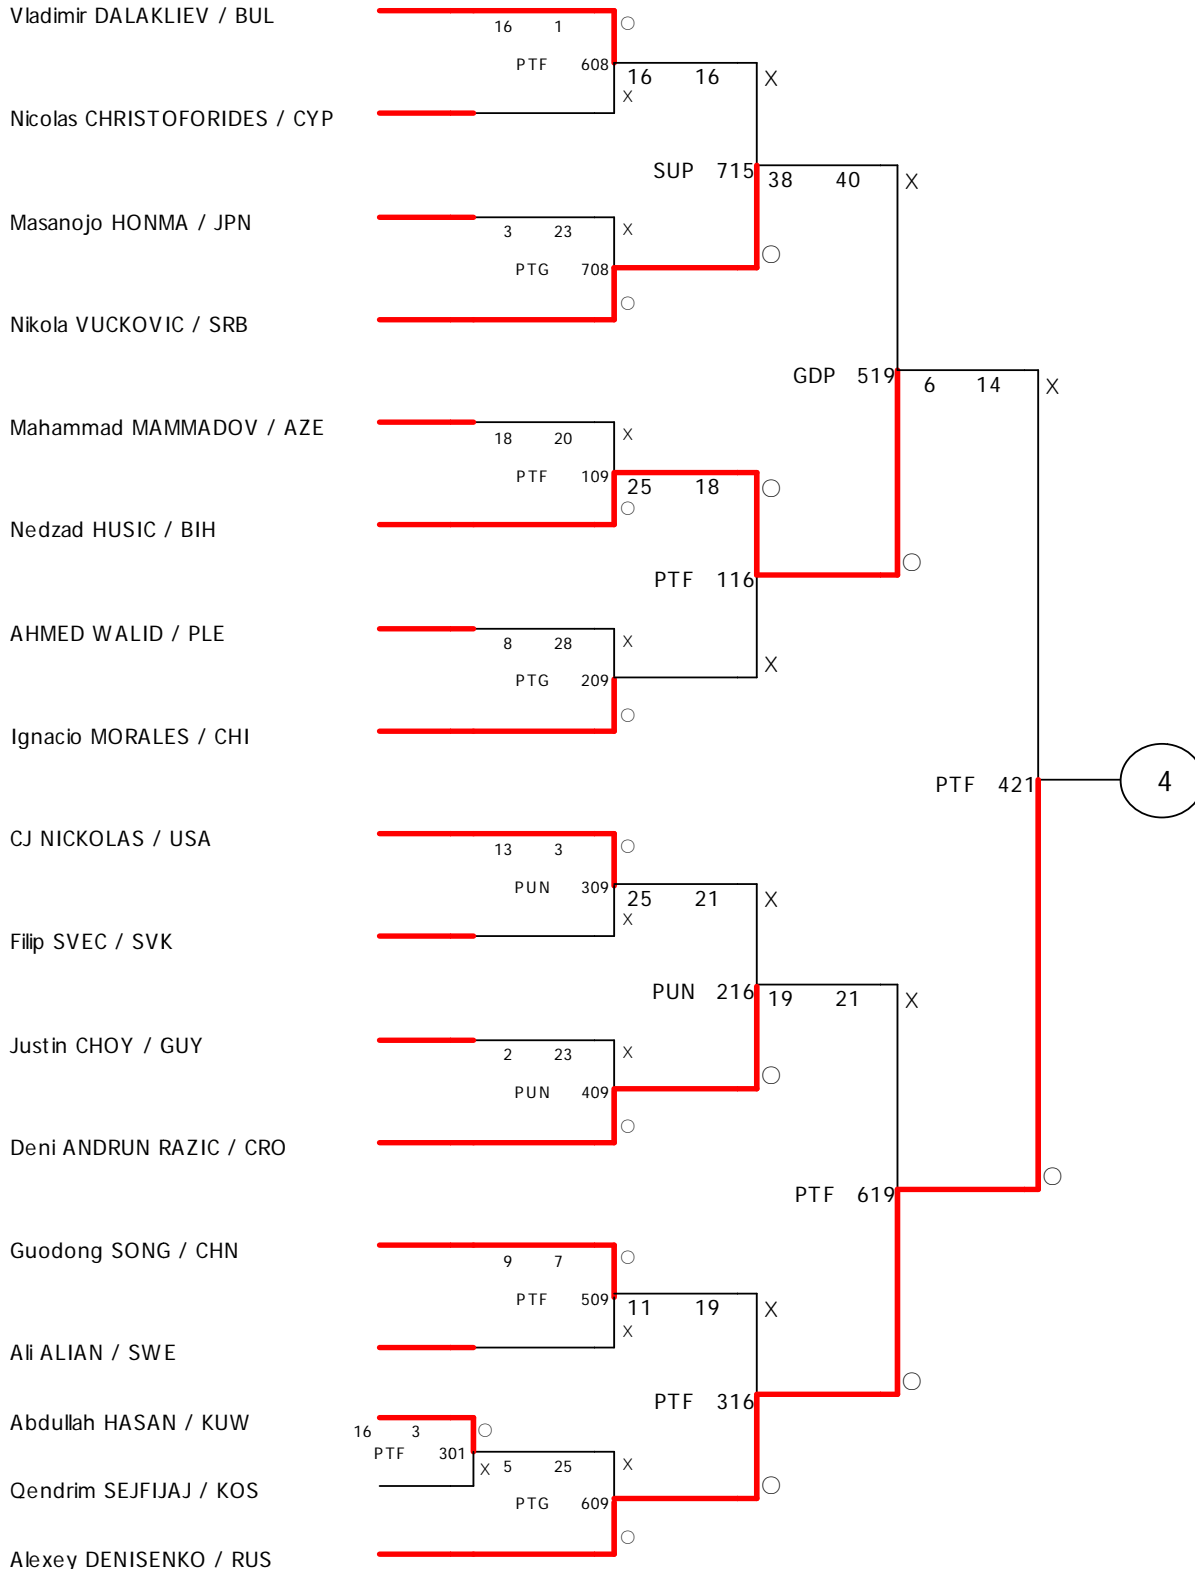 Vladimir DALAKLIEV / BUL
16 1
PTF 608
16 16 X
X
Nicolas CHRISTOFORIDES / CYP
SUP 715
38 40 X
Masanojo HONMA / JPN
3 23 X
PTG 708
Nikola VUCKOVIC / SRB
GDP 519
6 14 X
Mahammad MAMMADOV / AZE
18 20 X
PTF 109
25 18
Nedzad HUSIC / BIH
PTF 116
AHMED WALID / PLE
8 28 X
X
PTG 209
Ignacio MORALES / CHI
PTF 421
4
CJ NICKOLAS / USA
13 3
PUN 309
25 21 X
X
Filip SVEC / SVK
PUN 216
19 21 X
Justin CHOY / GUY
2 23 X
PUN 409
Deni ANDRUN RAZIC / CRO
PTF 619
Guodong SONG / CHN
9 7
PTF 509
11 19 X
X
Ali ALIAN / SWE
PTF 316
Abdullah HASAN / KUW
16 3
PTF 301
X 5 25 X
Qendrim SEJFIJAJ / KOS
PTG 609
Alexey DENISENKO / RUS